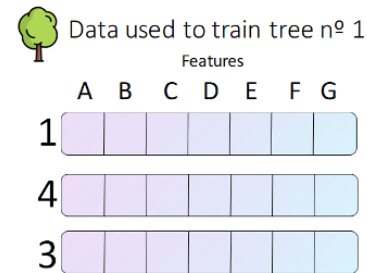 Data used to train tree nº 1
Features
A B C D E F G
1
4
3